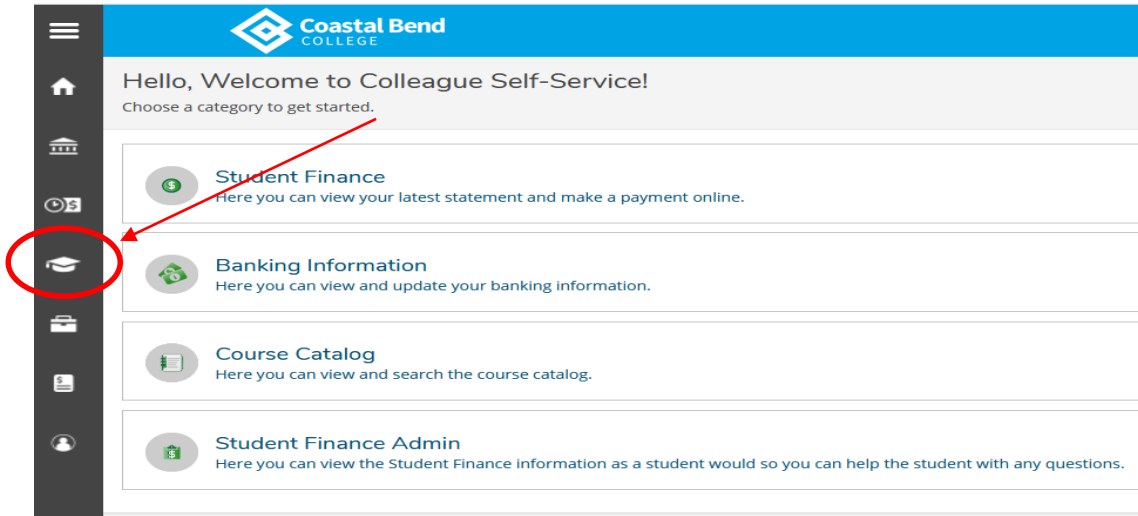 Coastal Bend
COLLEGE
Hello, Welcome to Colleague Self-Service!
Choose a category to get started.
Student Finance
Here you can view your latest statement and make a payment online.
Banking Information
Here you can view and update your banking information.
Course Catalog
Here you can view and search the course catalog.
Student Finance Admin
Here you can view the Student Finance information as a student would so you can help the student with any questions.